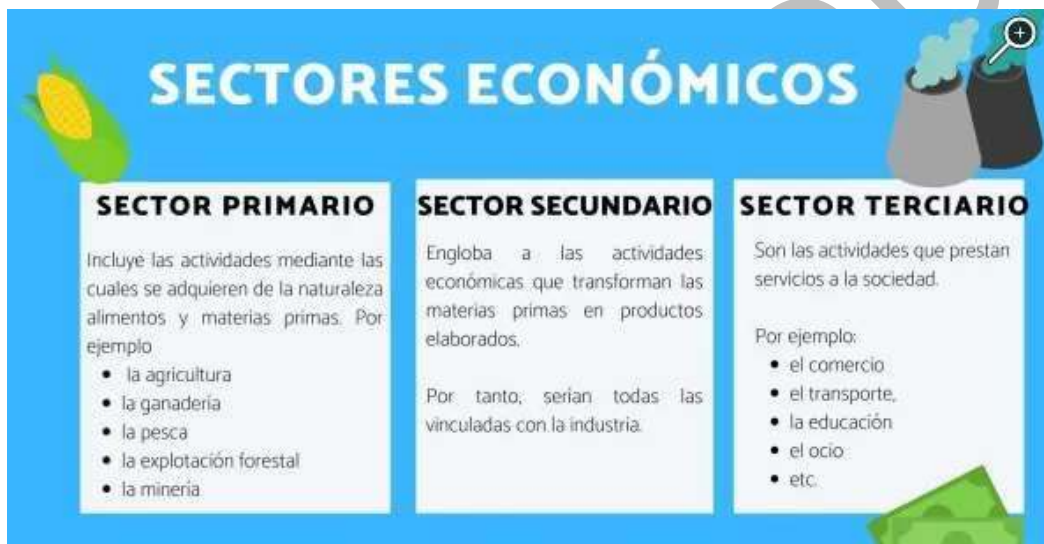 SECTORES ECONÓMICOS
SECTOR PRIMARIO
Incluye las actividades mediante las
cuales se adquieren de la naturaleza
alimentos y materias primas. Por
ejemplo
• la agricultura
• la ganadería
• la pesca
• la explotación forestal
• la minería
SECTOR SECUNDARIO
Engloba a las actividades
económicas que transforman las
materias primas en productos
elaborados.
Por tanto, serían todas las
vinculadas con la industria.
SECTOR TERCIARIO
Son las actividades que prestan
servicios a la sociedad.
Por ejemplo:
• el comercio
• el transporte,
• la educación
• el ocio
• etc.